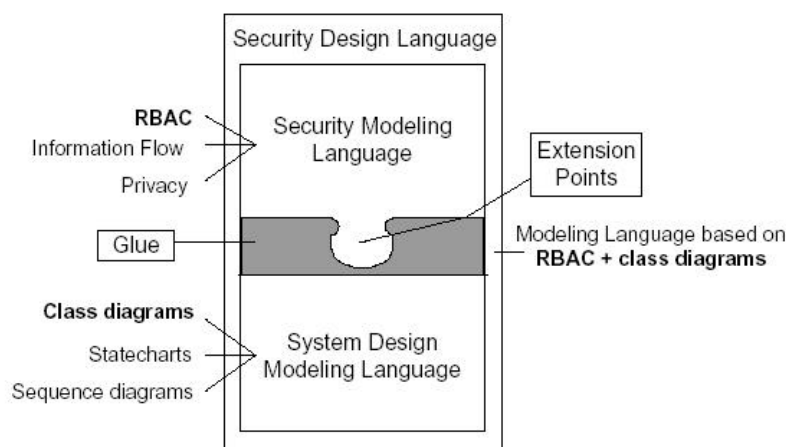 Security Design Language
RBAC
Information Flow
Privacy
Security Modeling
Language
Extension
Points
Glue
Modeling Language based on
RBAC + class diagrams
Class diagrams
Statecharts
Sequence diagrams
System Design
Modeling Language